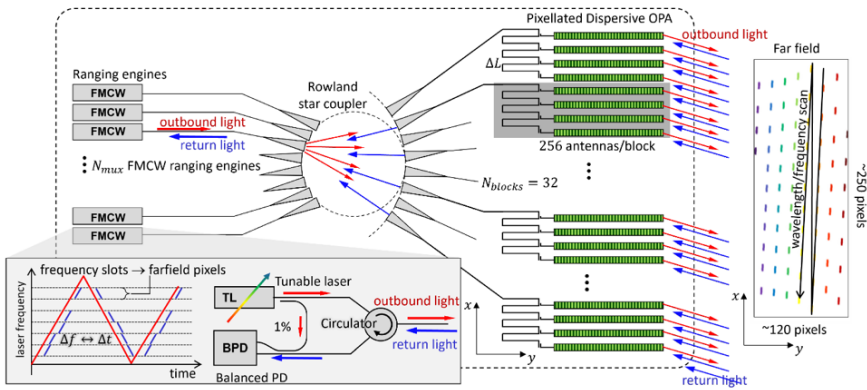 Pixellated Dispersive OPA
outbound light
Far field
Ranging engines
FMCW
FMCW
FMCW
outbound light
return light
N_mux FMCW ranging engines
FMCW
FMCW
Rowland
star coupler
ΔL
256 antennas/block
N_blocks = 32
wavelength/frequency scan
~250 pixels
x
y
~120 pixels
frequency slots → farfield pixels
laser frequency
Δf ↔ Δt
time
Tunable laser
TL
1%
BPD
Balanced PD
Circulator
outbound light
return light
x
y
return light